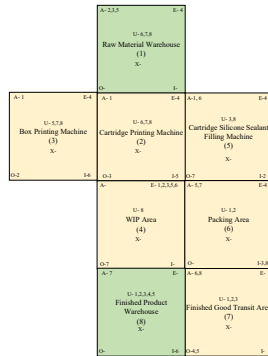 A- 2,3,5 E- 4
U- 6,7,8
Raw Material Warehouse
(1)
X-
O- I-
A- 1 E-4
U- 5,7,8
Box Printing Machine
(3)
X-
O-2 I-6
A- 1 E-4
U- 6,7,8
Cartridge Printing Machine
(2)
X-
O-3 I-5
A-1, 6 E-4
U- 3,8
Cartridge Silicone Sealant
Filling Machine
(5)
X-
O-7 I-2
A- E- 1,2,3,5,6
U- 8
WIP Area
(4)
X-
O-7 I-
A- 5,7 E-4
U- 1,2
Packing Area
(6)
X-
O- I-3,8
A- 7 E-
U- 1,2,3,4,5
Finished Product
Warehouse
(8)
X-
O- I-6
A- 6,8 E-
U- 1,2,3
Finished Good Transit Area
(7)
X-
O-4,5 I-